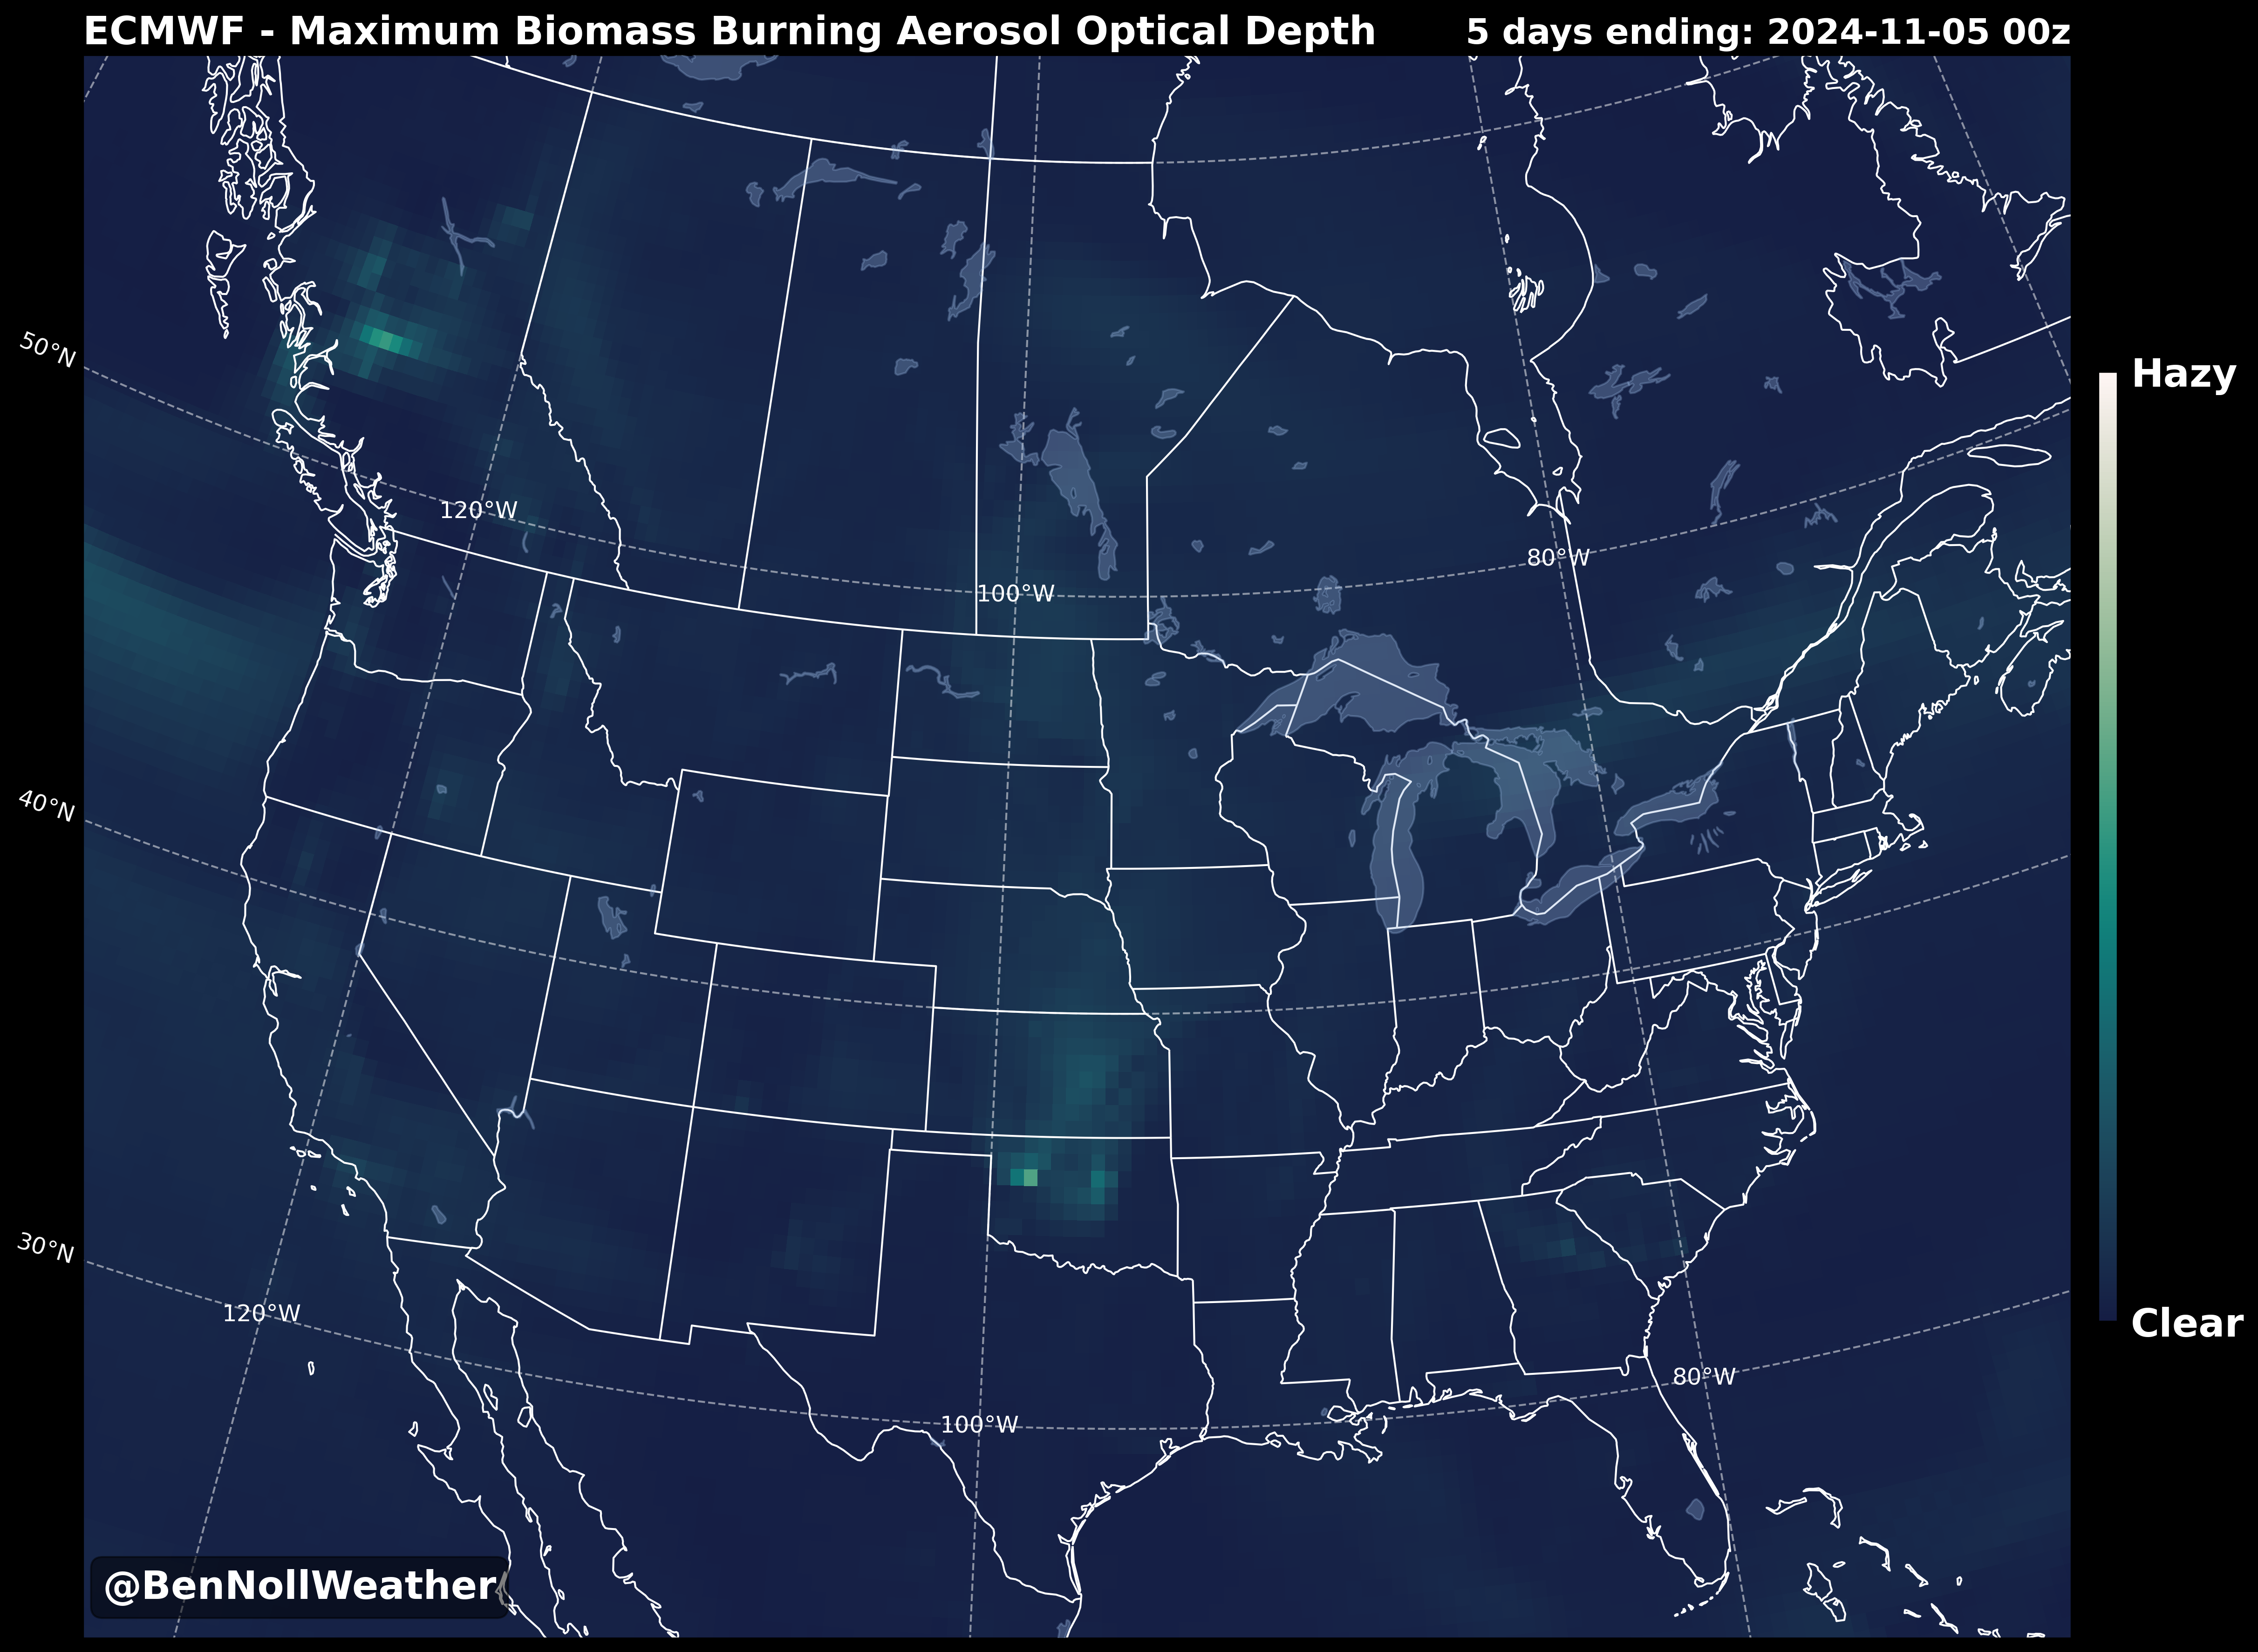 ECMWF - Maximum Biomass Burning Aerosol Optical Depth 5 days ending: 2024-11-05 00z
50°N
Hazy
120°W
80°W
100°W
40°N
30°N
120°W
Clear
80°W
100°W
@BenNollWeather